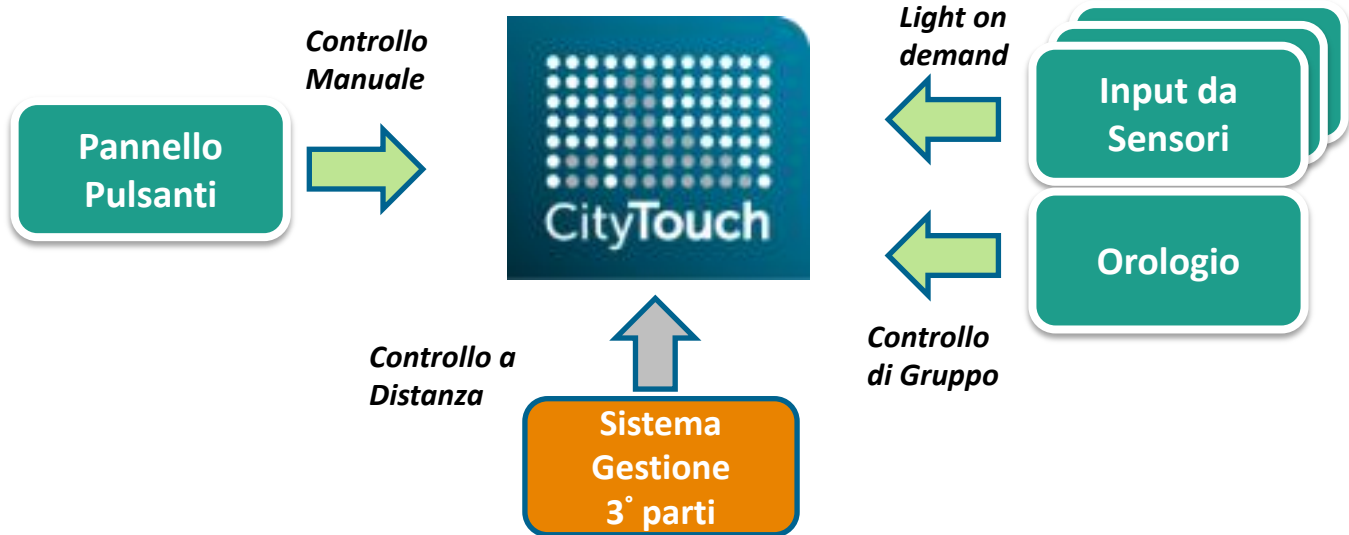 Controllo
Manuale
Pannello
Pulsanti
CityTouch
Light on
demand
Input da
Sensori
Orologio
Controllo
di Gruppo
Controllo a
Distanza
Sistema
Gestione
3° parti